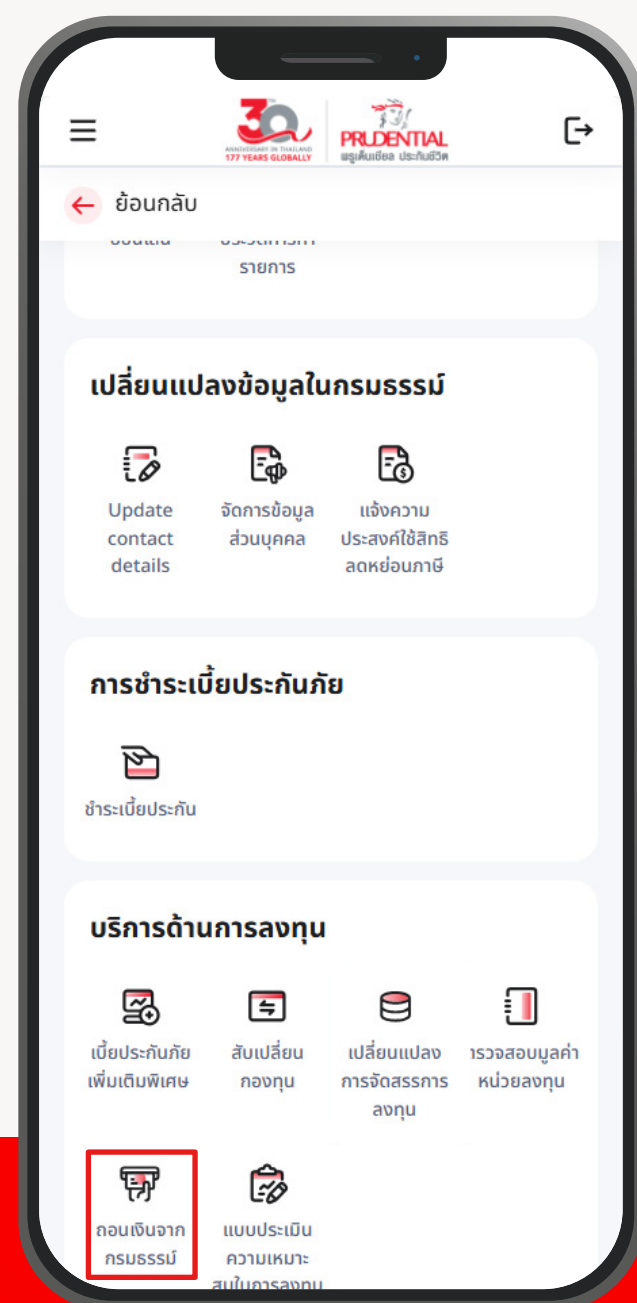 30
ANNIVERSARY IN THAILAND
177 YEARS GLOBALLY
PRUDENTIAL
พรูเด็นเชียล ประกันชีวิต
ย้อนกลับ
รายการ
เปลี่ยนแปลงข้อมูลในกรมธรรม์
Update
contact
details
จัดการข้อมูล
ส่วนบุคคล
แจ้งความ
ประสงค์ใช้สิทธิ
ลดหย่อนภาษี
การชำระเบี้ยประกันภัย
ชำระเบี้ยประกัน
บริการด้านการลงทุน
เบี้ยประกันภัย
เพิ่มเติมพิเศษ
สับเปลี่ยน
กองทุน
เปลี่ยนแปลง
การจัดสรรการ
ลงทุน
ารวจสอบมูลค่า
หน่วยลงทุน
ถอนเงินจาก
กรมธรรม์
แบบประเมิน
ความเหมาะ
สมในการลงทุน